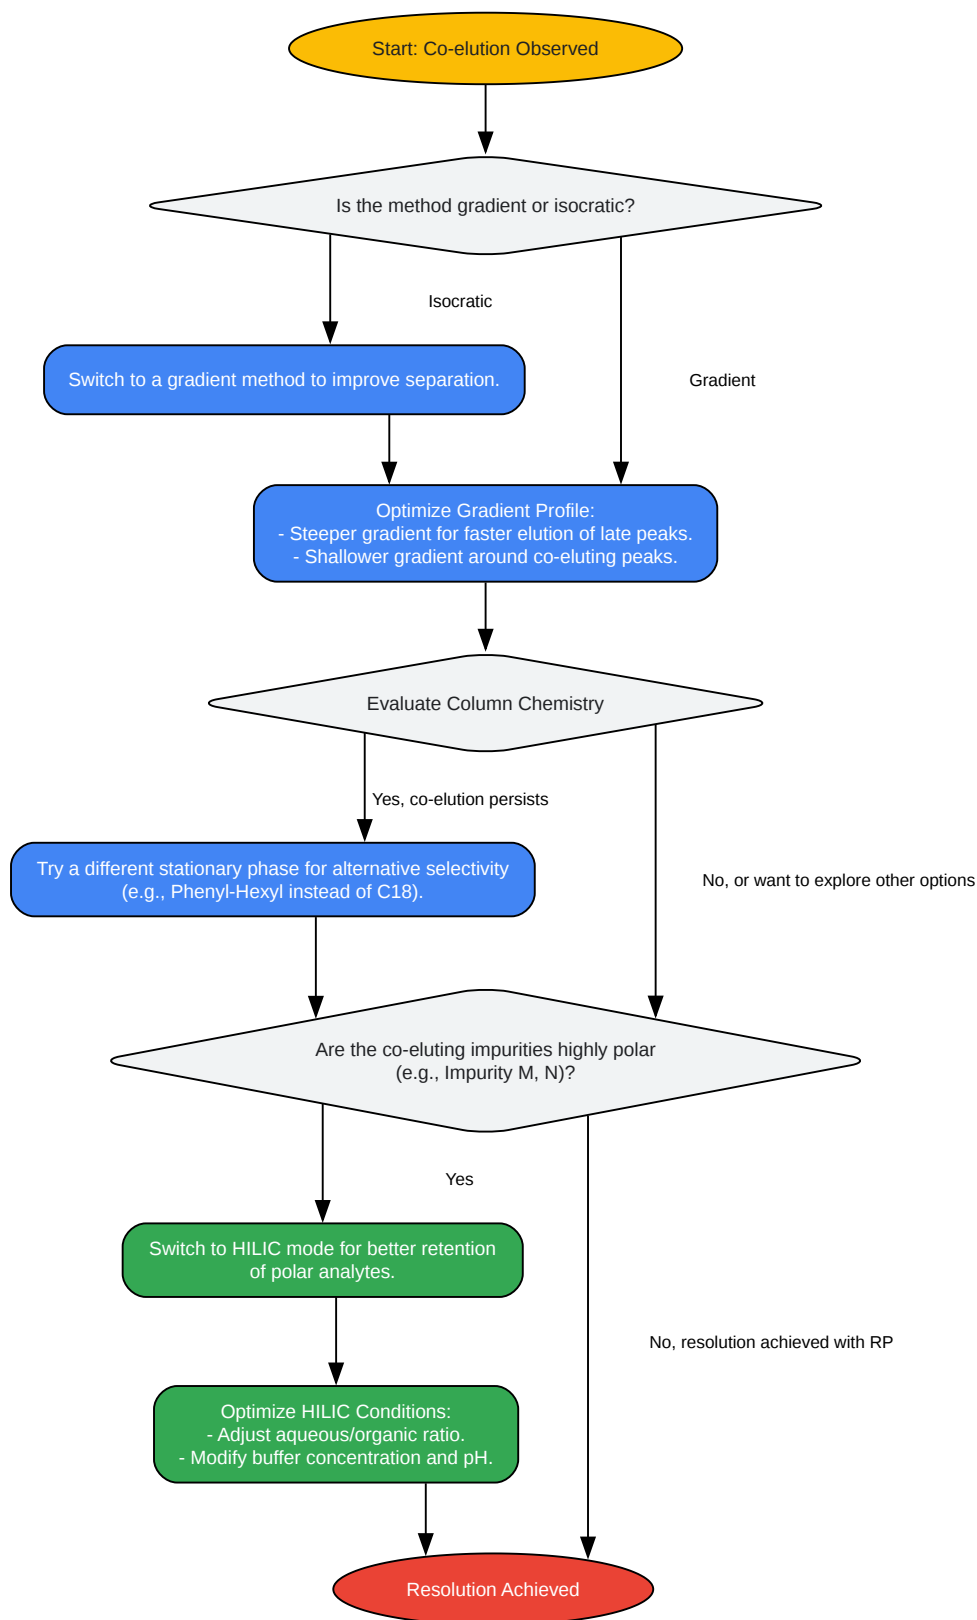 Start: Co-elution Observed
Is the method gradient or isocratic?
Isocratic
Switch to a gradient method to improve separation.
Gradient
Optimize Gradient Profile:
- Steeper gradient for faster elution of late peaks.
- Shallower gradient around co-eluting peaks.
Evaluate Column Chemistry
Yes, co-elution persists
Try a different stationary phase for alternative selectivity
(e.g., Phenyl-Hexyl instead of C18).
No, or want to explore other options
Are the co-eluting impurities highly polar
(e.g., Impurity M, N)?
Yes
Switch to HILIC mode for better retention
of polar analytes.
No, resolution achieved with RP
Optimize HILIC Conditions:
- Adjust aqueous/organic ratio.
- Modify buffer concentration and pH.
Resolution Achieved